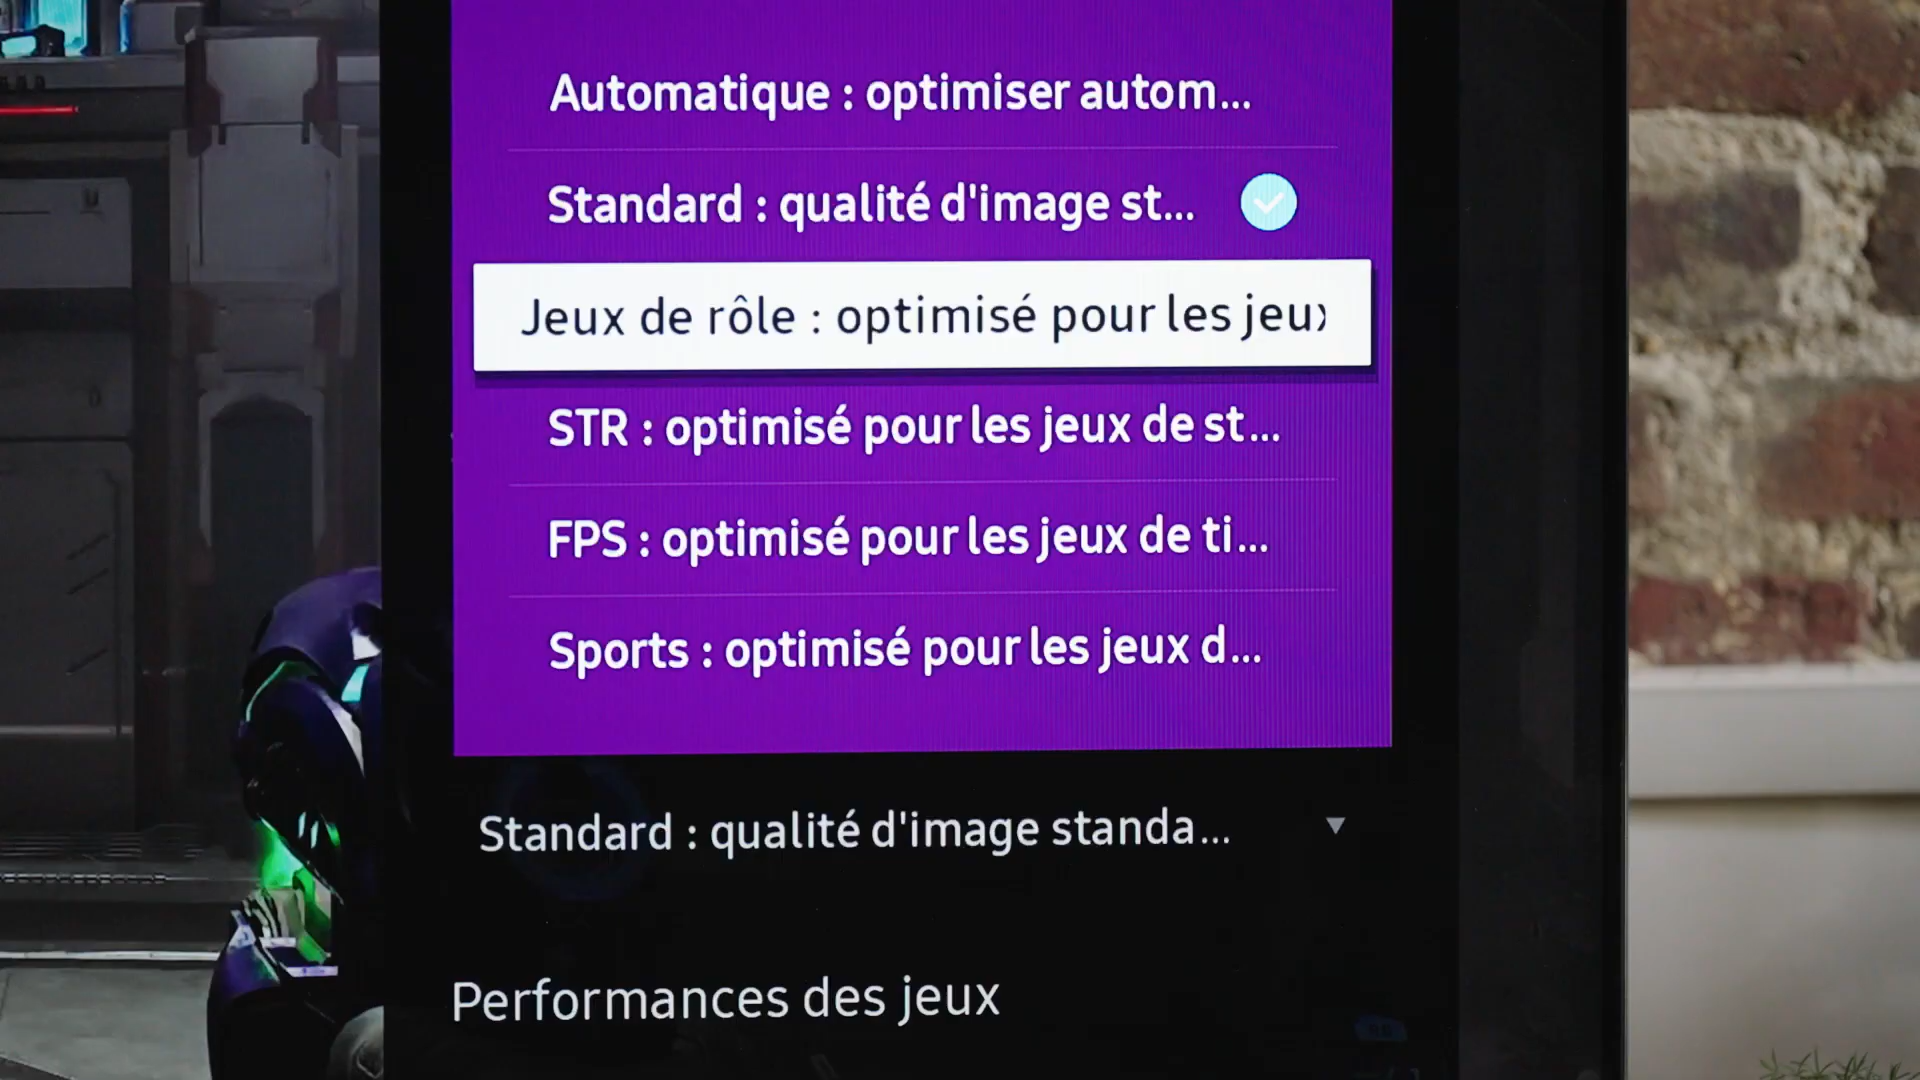 Automatique : optimiser autom...
Standard : qualité d'image st...
Jeux de rôle : optimisé pour les jeux
STR : optimisé pour les jeux de st...
FPS : optimisé pour les jeux de ti...
Sports : optimisé pour les jeux d...
Standard : qualité d'image standa...
Performances des jeux